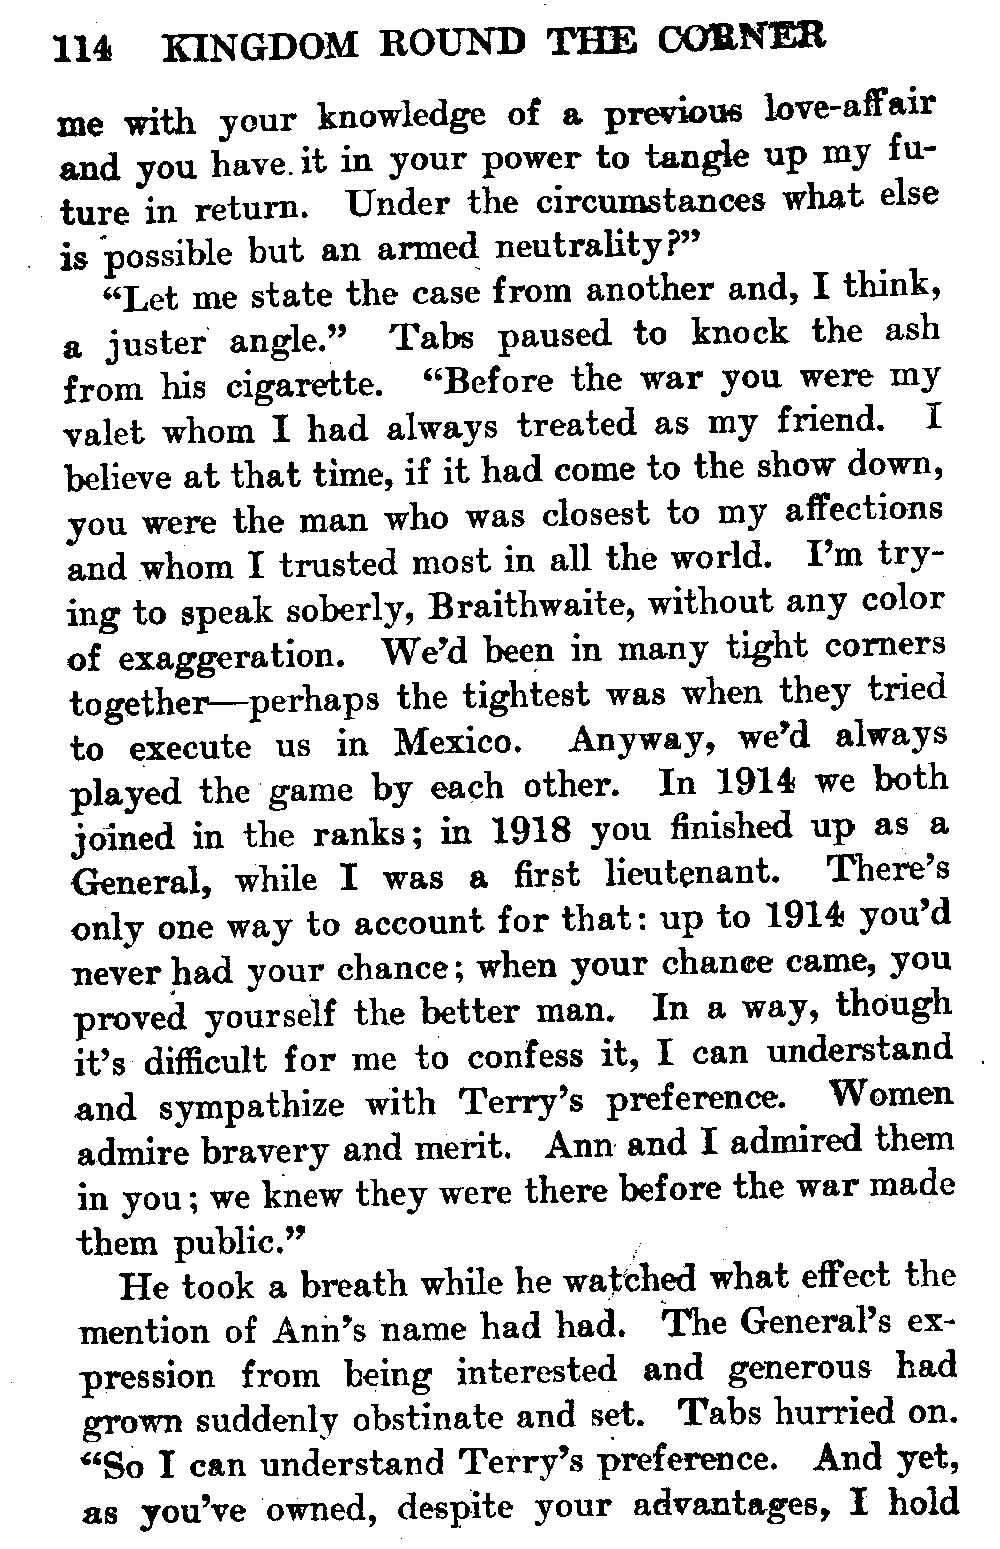 114 KINGDOM ROUND THE CORNER
me with your knowledge of a previous love-affair
and you have it in your power to tangle up my fu-
ture in return. Under the circumstances what else
is possible but an armed neutrality?"
"Let me state the case from another and, I think,
a juster angle." Tabs paused to knock the ash
from his cigarette. "Before the war you were my
valet whom I had always treated as my friend. I
believe at that time, if it had come to the show down,
you were the man who was closest to my affections
and whom I trusted most in all the world. I'm try-
ing to speak soberly, Braithwaite, without any color
of exaggeration. We'd been in many tight corners
together—perhaps the tightest was when they tried
to execute us in Mexico. Anyway, we'd always
played the game by each other. In 1914 we both
joined in the ranks; in 1918 you finished up as a
General, while I was a first lieutenant. There's
only one way to account for that: up to 1914 you'd
never had your chance; when your chance came, you
proved yourself the better man. In a way, though
it's difficult for me to confess it, I can understand
and sympathize with Terry's preference. Women
admire bravery and merit. Ann and I admired them
in you; we knew they were there before the war made
them public."
He took a breath while he watched what effect the
mention of Ann's name had had. The General's ex-
pression from being interested and generous had
grown suddenly obstinate and set. Tabs hurried on.
"So I can understand Terry's preference. And yet,
as you've owned, despite your advantages, I hold